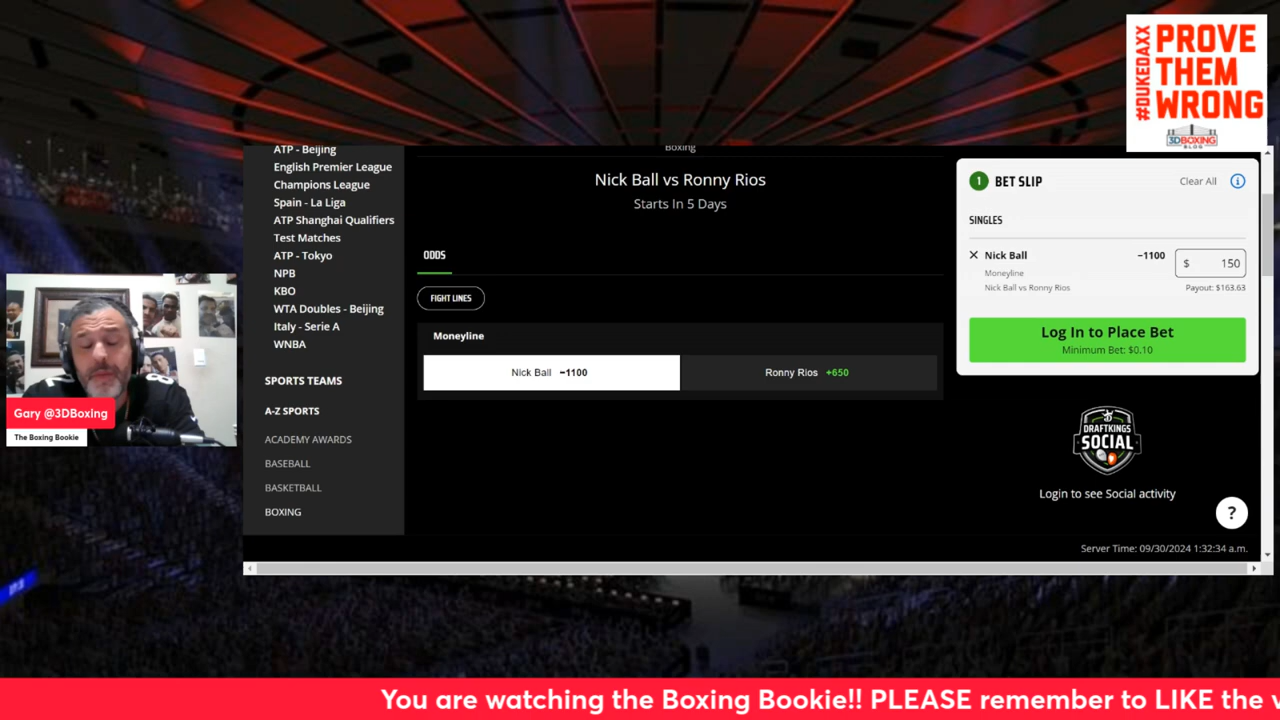 #DUKEDAXX
PROVE
THEM
WRONG
3DBOXING
BLOG
ATP - Beijing
English Premier League
Champions League
Spain - La Liga
ATP Shanghai Qualifiers
Test Matches
ATP - Tokyo
NPB
KBO
WTA Doubles - Beijing
Italy - Serie A
WNBA
SPORTS TEAMS
A-Z SPORTS
ACADEMY AWARDS
BASEBALL
BASKETBALL
BOXING
Boxing
Nick Ball vs Ronny Rios
Starts In 5 Days
ODDS
FIGHT LINES
Moneyline
Nick Ball −1100
Ronny Rios +650
1 BET SLIP
Clear All
SINGLES
Nick Ball −1100 $ 150
Moneyline
Nick Ball vs Ronny Rios Payout: $163.63
Log In to Place Bet
Minimum Bet: $0.10
DRAFTKINGS
SOCIAL
Login to see Social activity
?
Server Time: 09/30/2024 1:32:34 a.m.
Gary @3DBoxing
The Boxing Bookie
You are watching the Boxing Bookie!! PLEASE remember to LIKE the